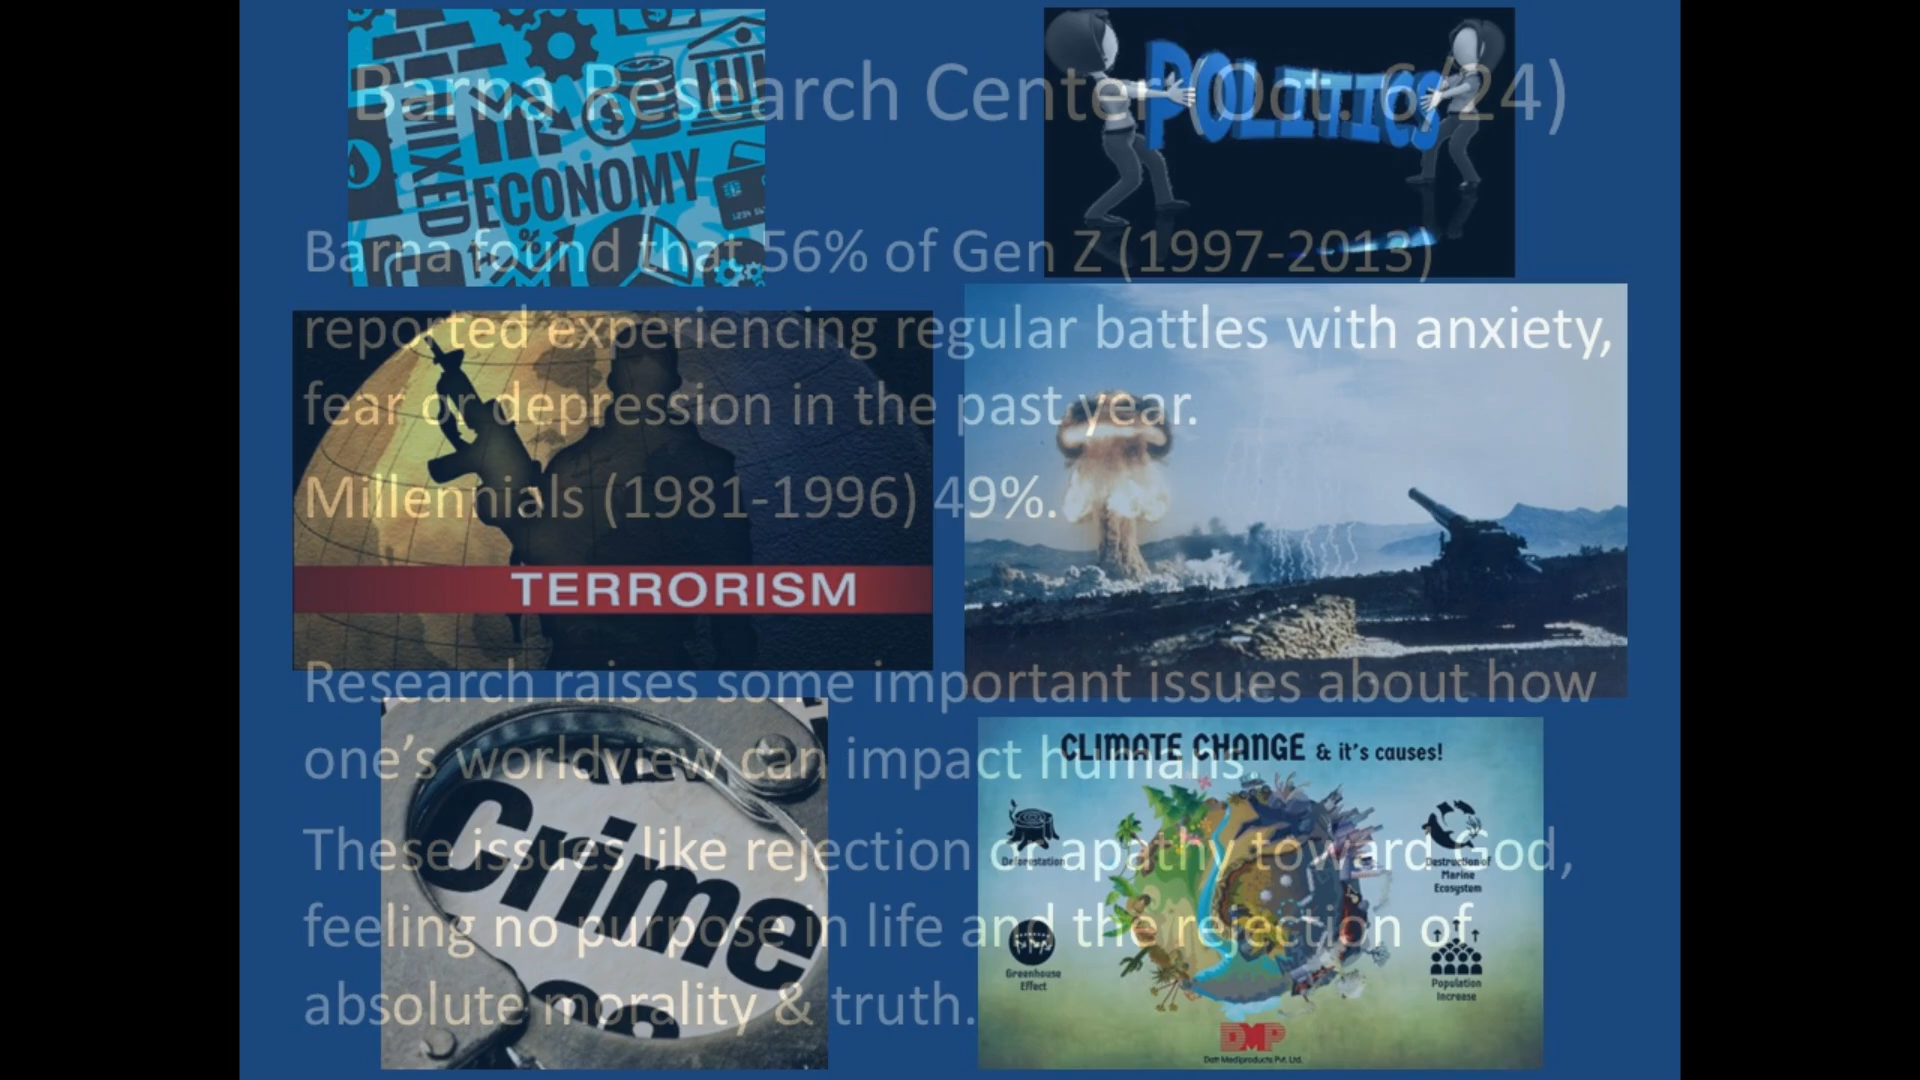 Barna Research Center (Oct. 6/24)
MIXED
ECONOMY
%
POLITICS
Barna found that 56% of Gen Z (1997-2013)
reported experiencing regular battles with anxiety,
fear or depression in the past year.
Millennials (1981-1996) 49%.
TERRORISM
Research raises some important issues about how
one’s worldview can impact humans
These issues like rejection or apathy toward God,
feeling no purpose in life and the rejection of
absolute morality & truth.
Crime
CLIMATE CHANGE & it's causes!
Deforestation
Destruction of
Marine
Ecosystem
Greenhouse
Effect
Population
Increase
DMP
Datt Mediproducts Pvt. Ltd.